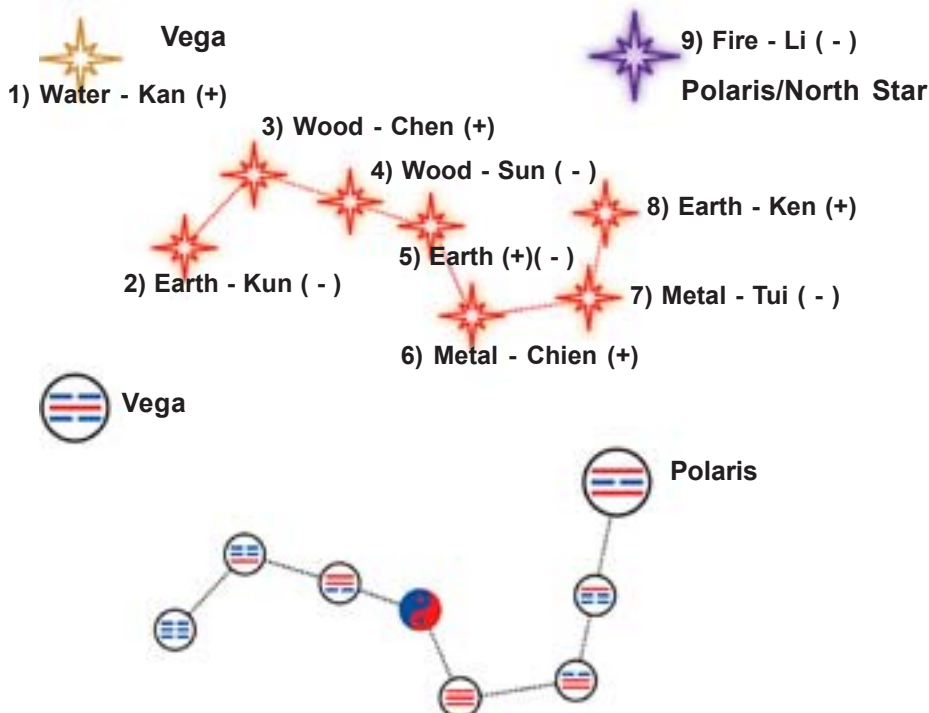 Vega
1) Water - Kan (+)
9) Fire - Li ( - )
Polaris/North Star
3) Wood - Chen (+)
4) Wood - Sun ( - )
8) Earth - Ken (+)
5) Earth (+)( - )
2) Earth - Kun ( - )
7) Metal - Tui ( - )
6) Metal - Chien (+)
Vega
Polaris